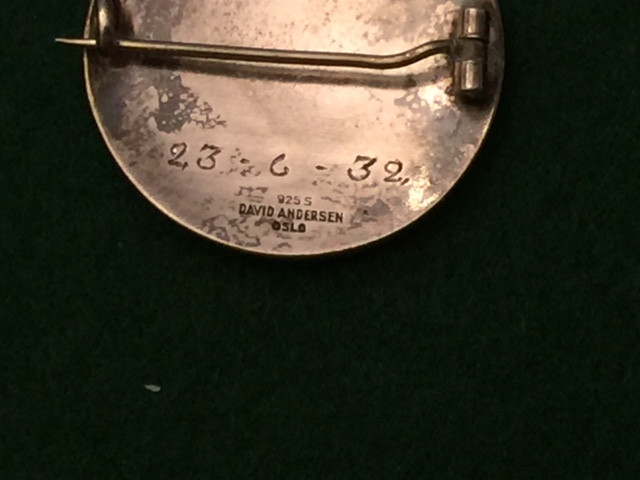 23 - 6 - 32
925 S
DAVID ANDERSEN
OSLO